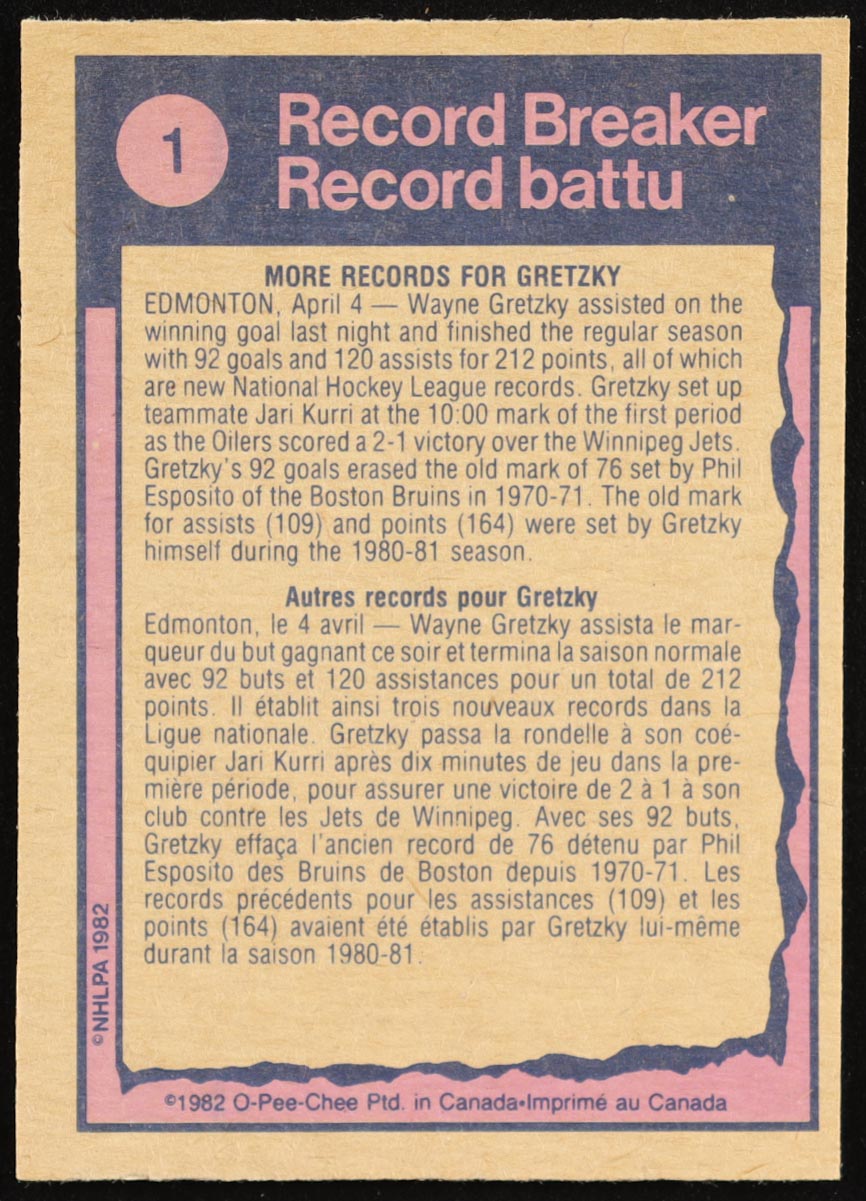 1
Record Breaker
Record battu
MORE RECORDS FOR GRETZKY
EDMONTON, April 4 — Wayne Gretzky assisted on the
winning goal last night and finished the regular season
with 92 goals and 120 assists for 212 points, all of which
are new National Hockey League records. Gretzky set up
teammate Jari Kurri at the 10:00 mark of the first period
as the Oilers scored a 2-1 victory over the Winnipeg Jets.
Gretzky's 92 goals erased the old mark of 76 set by Phil
Esposito of the Boston Bruins in 1970-71. The old mark
for assists (109) and points (164) were set by Gretzky
himself during the 1980-81 season.
Autres records pour Gretzky
Edmonton, le 4 avril — Wayne Gretzky assista le mar-
queur du but gagnant ce soir et termina la saison normale
avec 92 buts et 120 assistances pour un total de 212
points. Il établit ainsi trois nouveaux records dans la
Ligue nationale. Gretzky passa la rondelle à son coé-
quipier Jari Kurri après dix minutes de jeu dans la pre-
mière période, pour assurer une victoire de 2 à 1 à son
club contre les Jets de Winnipeg. Avec ses 92 buts,
Gretzky effaça l'ancien record de 76 détenu par Phil
Esposito des Bruins de Boston depuis 1970-71. Les
records précédents pour les assistances (109) et les
points (164) avaient été établis par Gretzky lui-même
durant la saison 1980-81.
©NHLPA 1982
©1982 O-Pee-Chee Ptd. in Canada•Imprimé au Canada